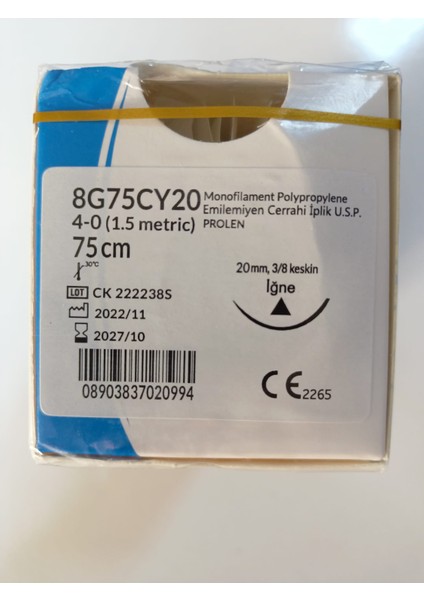 8G75CY20
Monofilament Polypropylene
Emilemiyen Cerrahi İplik U.S.P.
PROLEN
4-0 (1.5 metric)
75cm
30°C
20mm, 3/8 keskin
İğne
LOT CK 222238S
2022/11
2027/10
08903837020994
CE 2265